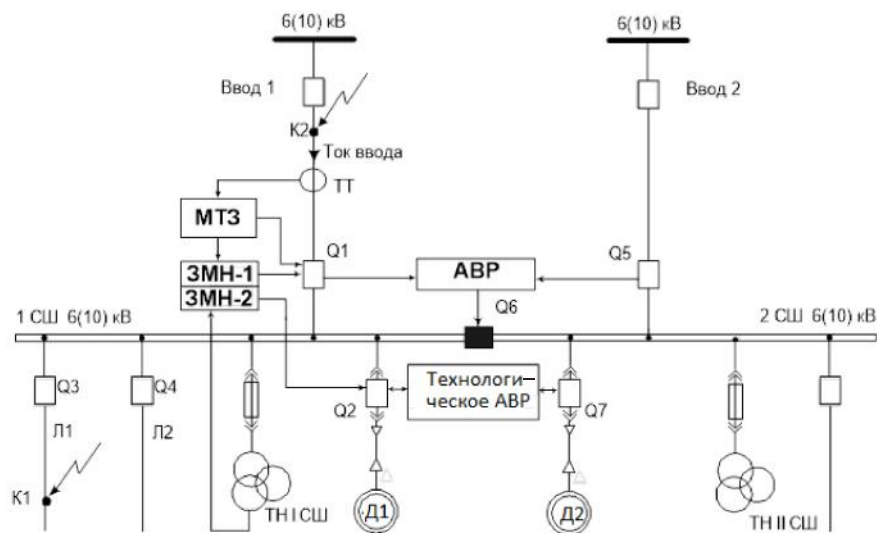 6(10) кВ
6(10) кВ
Ввод 1
Ввод 2
К2
Ток ввода
ТТ
МТЗ
Q1
Q5
ЗМН-1
АВР
ЗМН-2
Q6
1 СШ 6(10) кВ
2 СШ 6(10) кВ
Q3
Q4
Q2
Технологи-
ческое АВР
Q7
Л1
Л2
К1
ТН I СШ
Д1
Д2
ТН II СШ